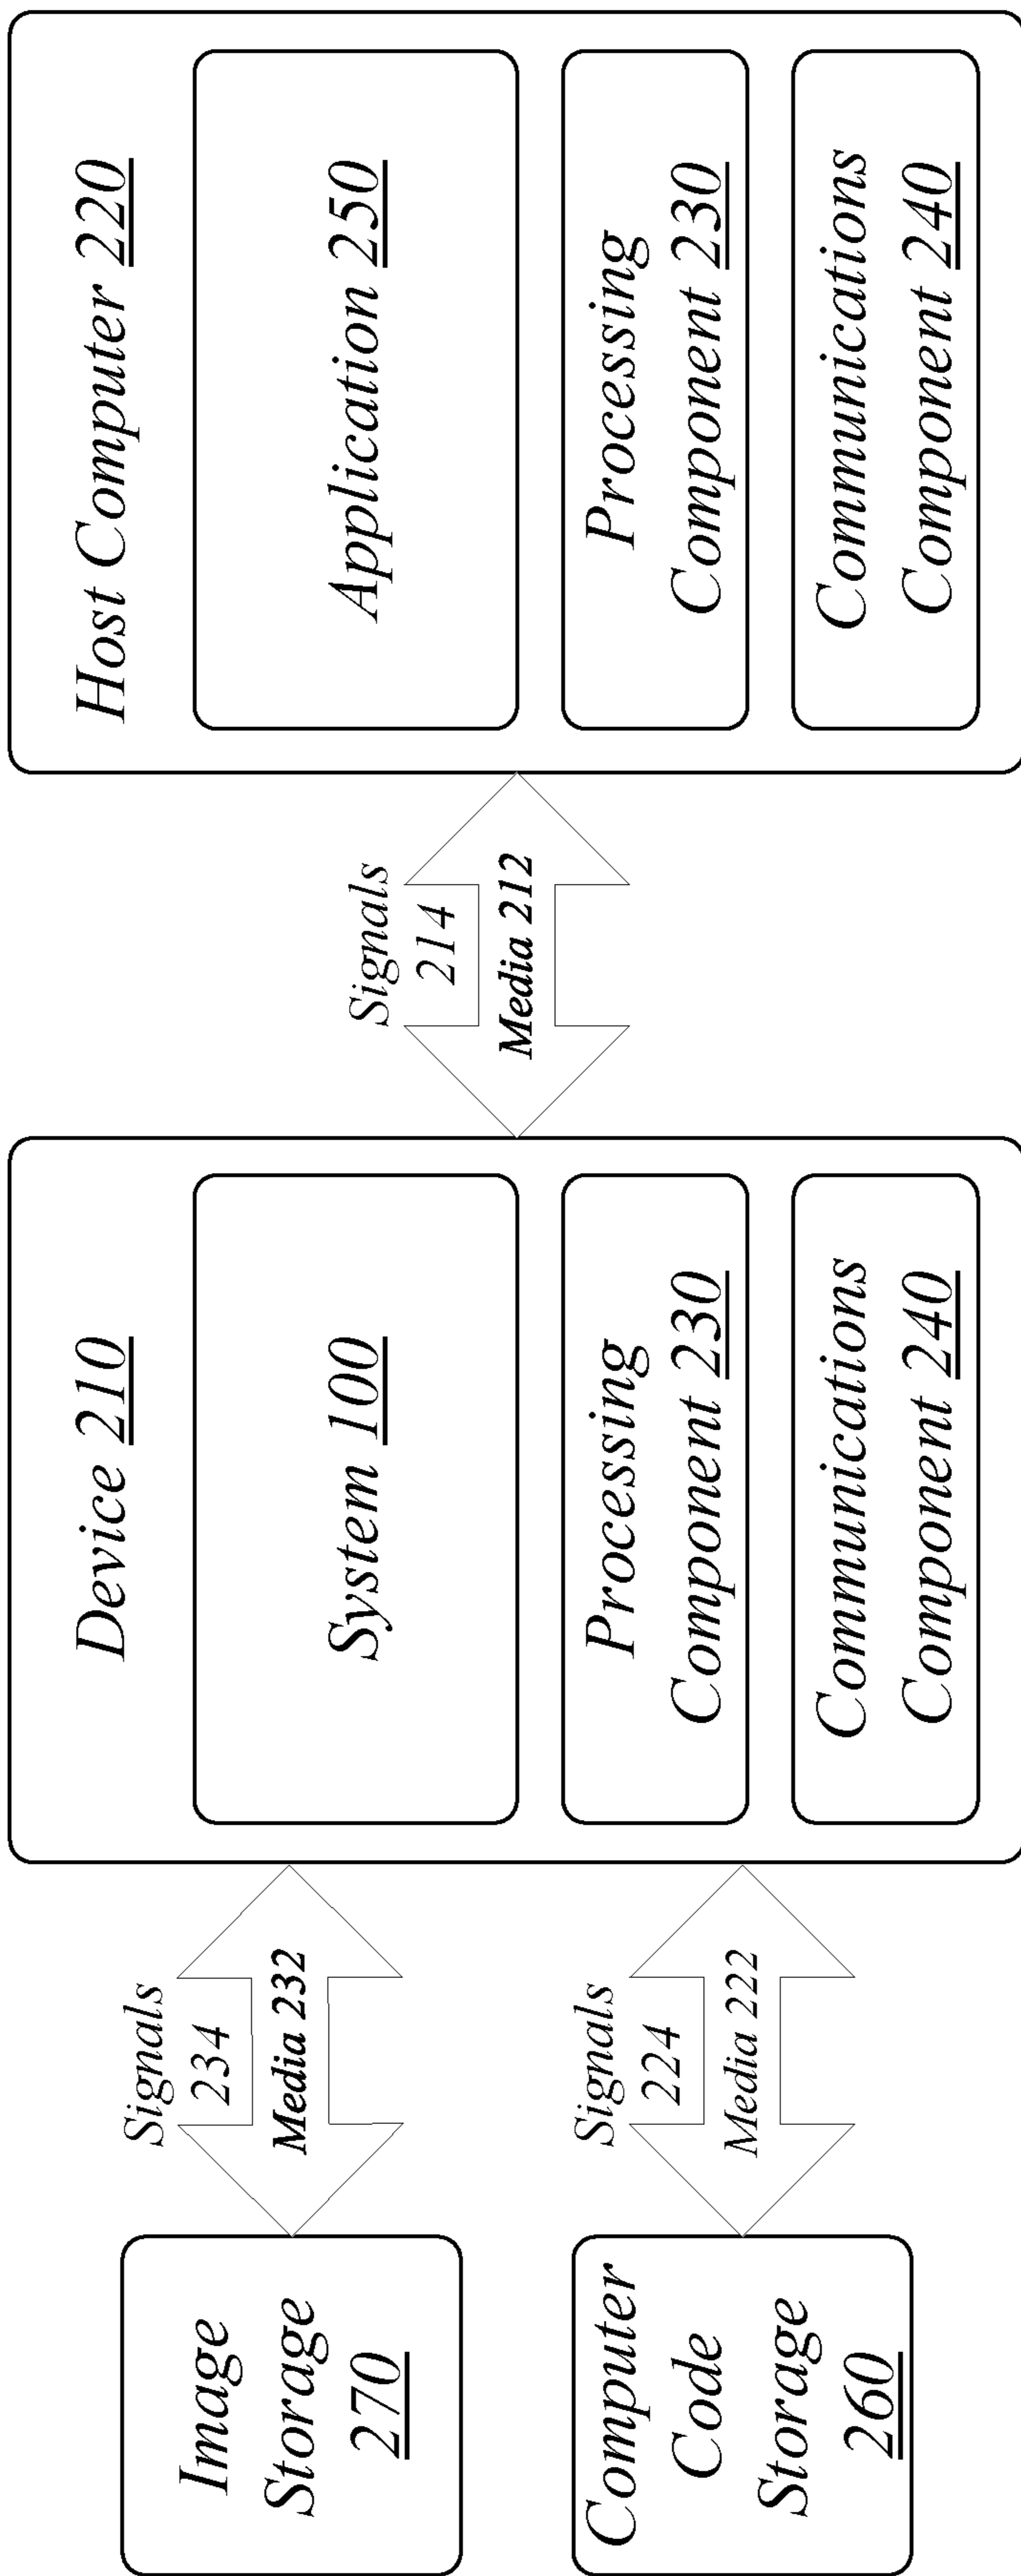 Image
Storage
270
Computer
Code
Storage
260
Signals
234
Media 232
Signals
224
Media 222
Device 210
System 100
Processing
Component 230
Communications
Component 240
Signals
214
Media 212
Host Computer 220
Application 250
Processing
Component 230
Communications
Component 240